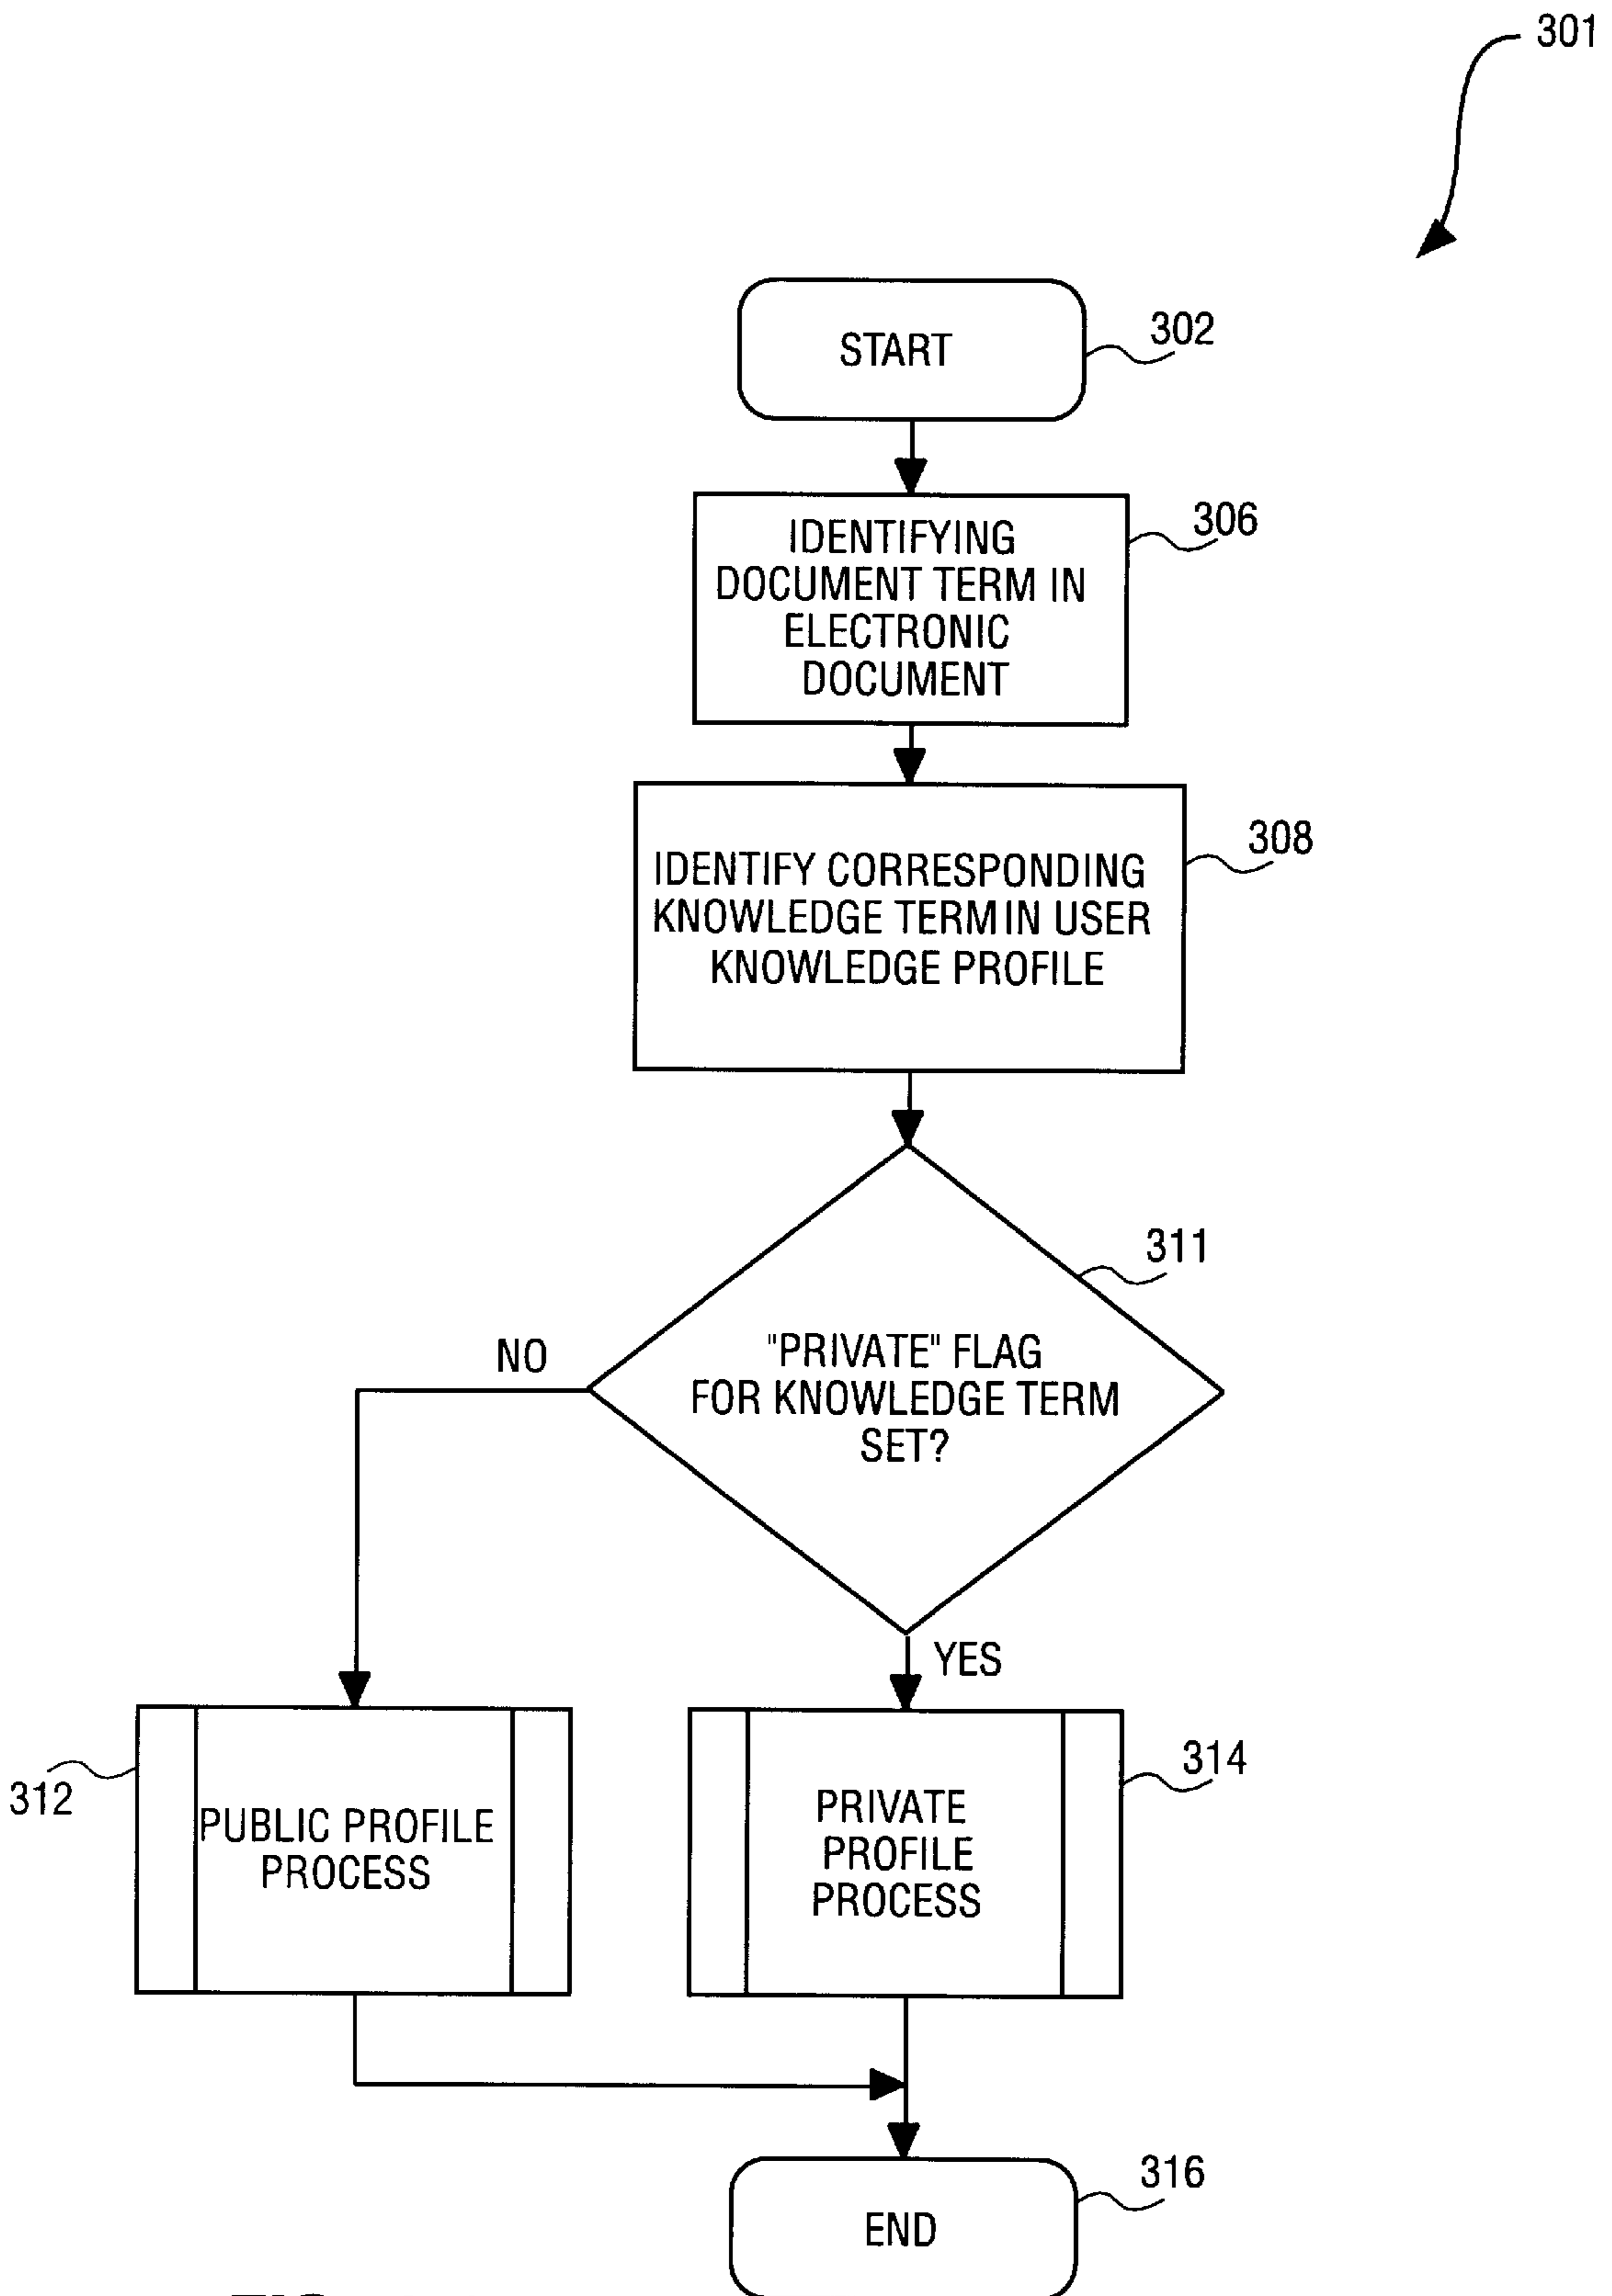 301
START
302
IDENTIFYING
DOCUMENT TERM IN
ELECTRONIC
DOCUMENT
306
IDENTIFY CORRESPONDING
KNOWLEDGE TERM IN USER
KNOWLEDGE PROFILE
308
311
"PRIVATE" FLAG
FOR KNOWLEDGE TERM
SET?
NO
YES
312
PUBLIC PROFILE
PROCESS
PRIVATE
PROFILE
PROCESS
314
END
316